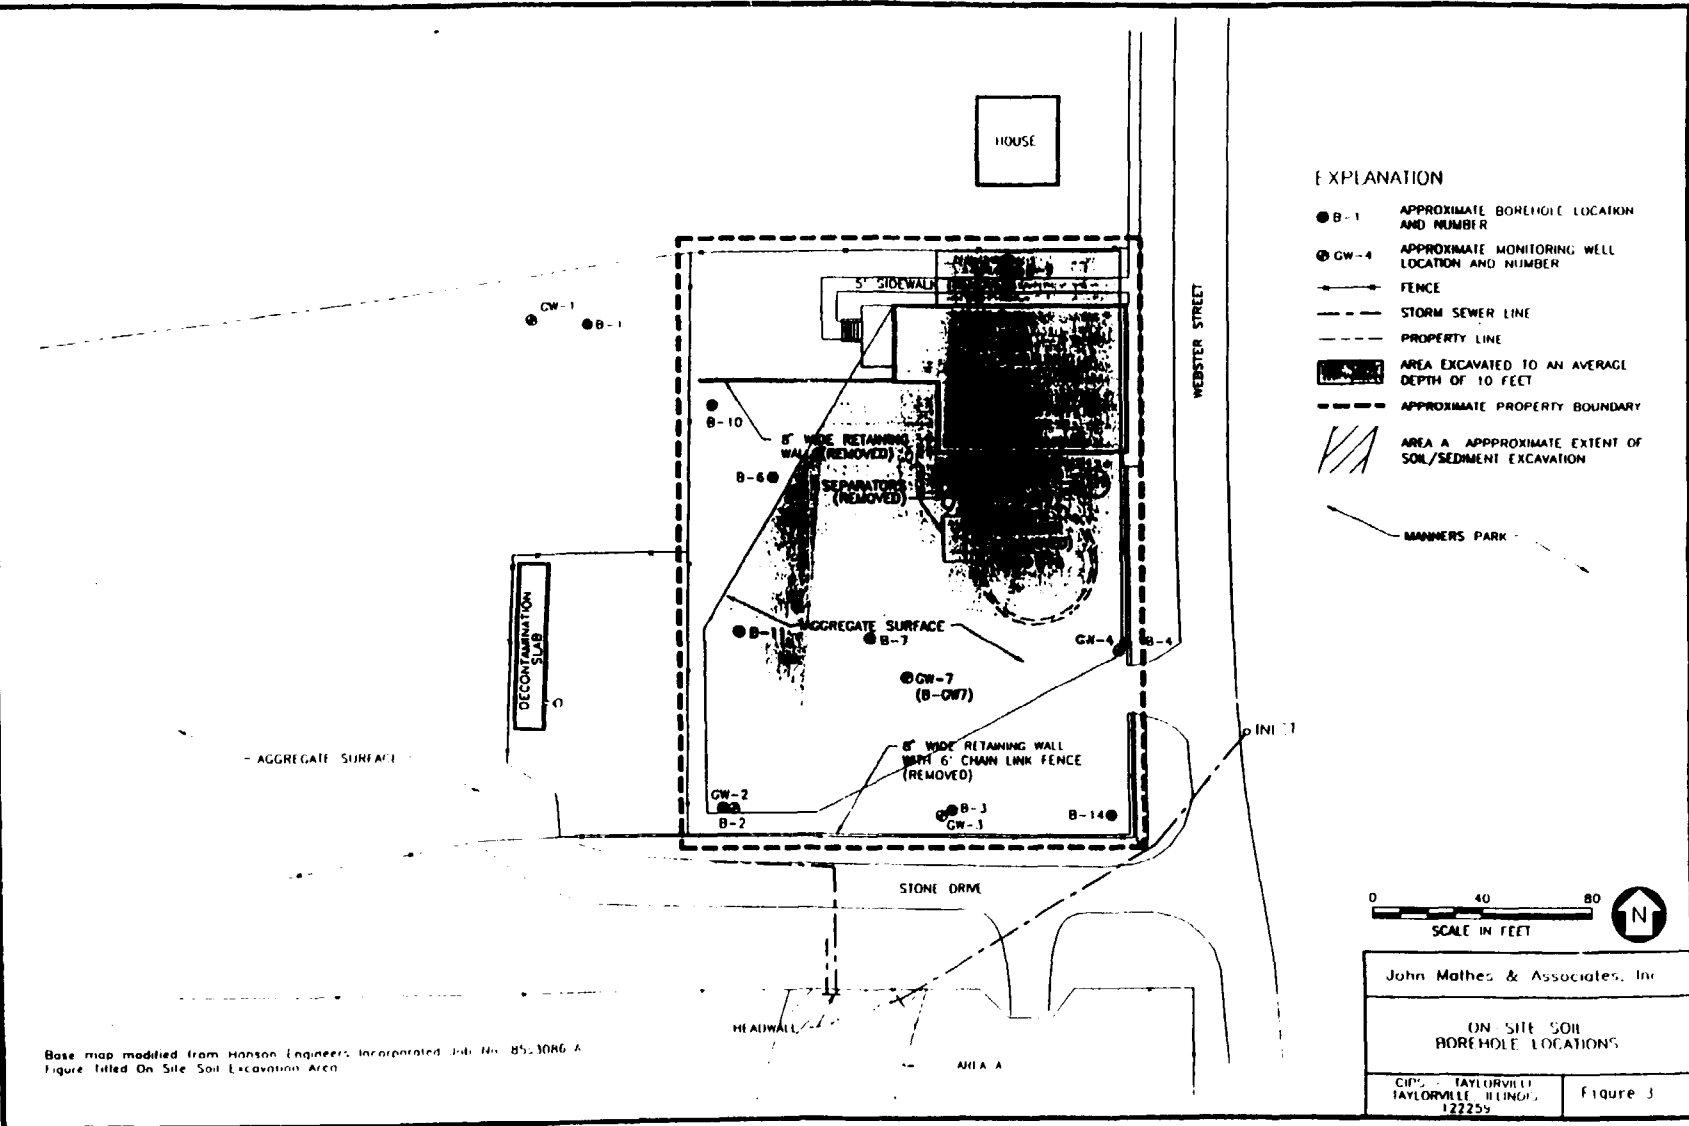 HOUSE
EXPLANATION
B-1 APPROXIMATE BOREHOLE LOCATION
AND NUMBER
GW-4 APPROXIMATE MONITORING WELL
LOCATION AND NUMBER
FENCE
STORM SEWER LINE
PROPERTY LINE
AREA EXCAVATED TO AN AVERAGE
DEPTH OF 10 FEET
APPROXIMATE PROPERTY BOUNDARY
AREA A APPPROXIMATE EXTENT OF
SOIL/SEDIMENT EXCAVATION
MANNERS PARK
5' SIDEWALK
WEBSTER STREET
GW-1
B-1
B-10
8" WIDE RETAINING
WALL (REMOVED)
B-6
SEPARATORS
(REMOVED)
DECONTAMINATION
SLAB
B-11
AGGREGATE SURFACE
B-7
GW-4
B-4
GW-7
(B-GW7)
INLET
AGGREGATE SURFACE
8" WIDE RETAINING WALL
WITH 6' CHAIN LINK FENCE
(REMOVED)
GW-2
B-2
B-3
GW-3
B-14
STONE DRIVE
0 40 80
SCALE IN FEET
N
HEADWALL
AREA A
John Mathes & Associates, Inc
ON SITE SOIL
BOREHOLE LOCATIONS
CIPS - TAYLORVILLE
TAYLORVILLE, ILLINOIS
122259
Figure 3
Base map modified from Hanson Engineers Incorporated Job No.
Figure Titled On Site Soil Excavation Area